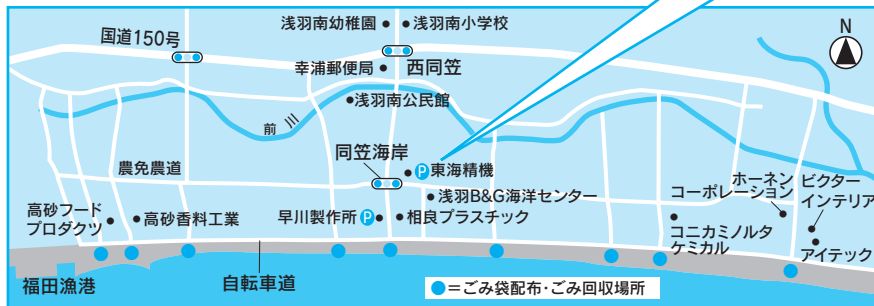 浅羽南幼稚園
浅羽南小学校
国道150号
N
幸浦郵便局
西同笠
浅羽南公民館
前川
同笠海岸
農免農道
P
東海精機
浅羽B&G海洋センター
ホーネン
コーポレーション
ビクター
インテリア
高砂フード
プロダクツ
高砂香料工業
早川製作所
P
相良プラスチック
コニカミノルタ
ケミカル
アイテック
福田漁港
自転車道
=ごみ袋配布・ごみ回収場所